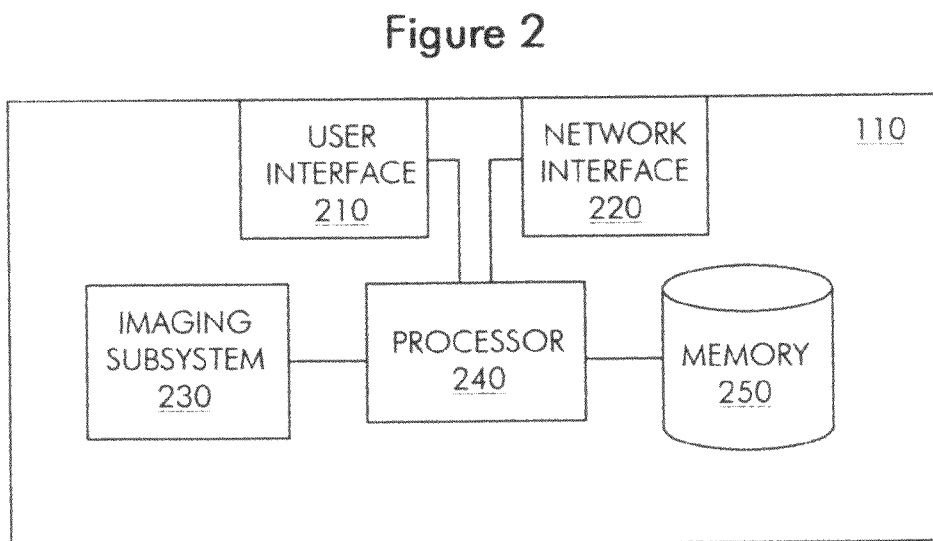 Figure 2
USER
INTERFACE
210
NETWORK
INTERFACE
220
110
IMAGING
SUBSYSTEM
230
PROCESSOR
240
MEMORY
250